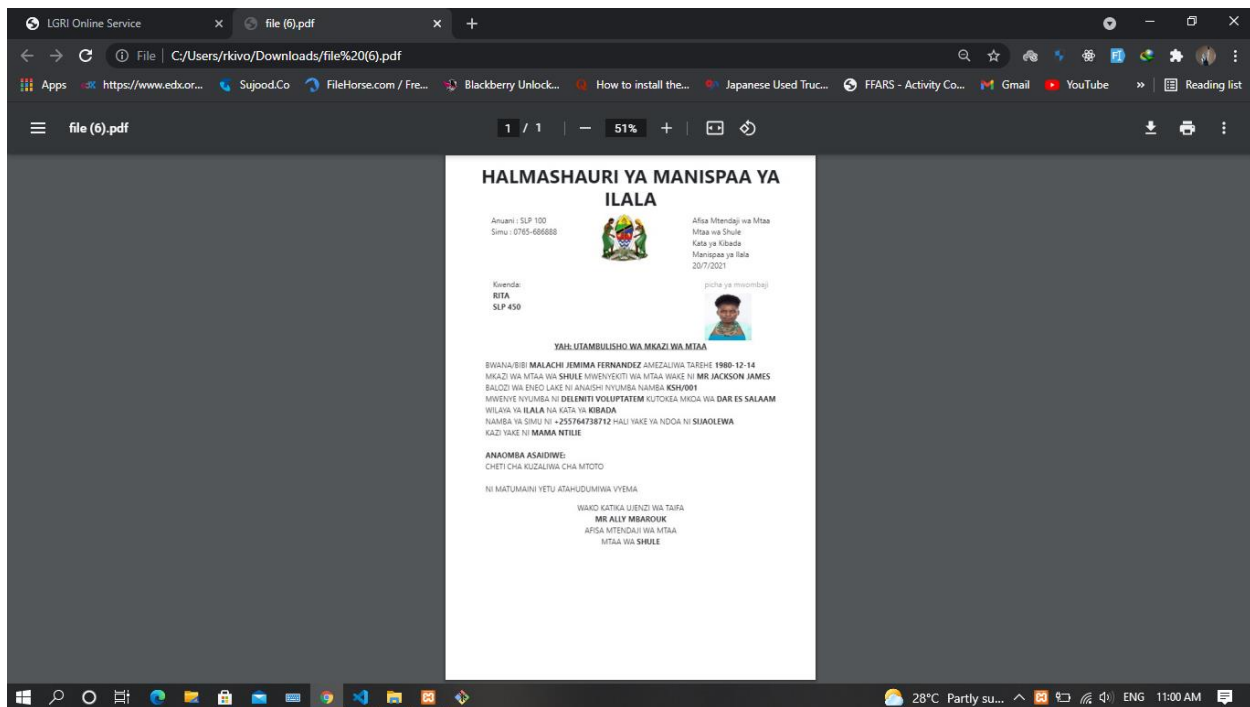 LGRI Online Service
file (6).pdf
File | C:/Users/rkivo/Downloads/file%20(6).pdf
Apps
https://www.edx.or...
Sujood.Co
FileHorse.com / Fre...
Blackberry Unlock...
How to install the...
Japanese Used Truc...
FFARS - Activity Co...
Gmail
YouTube
»
Reading list
file (6).pdf
1 / 1
51%
HALMASHAURI YA MANISPAA YA
ILALA
Anuani : SLP 100
Simu : 0765-686888
Afisa Mtendaji wa Mtaa
Mtaa wa Shule
Kata ya Kibada
Manispaa ya Ilala
20/7/2021
Kwenda:
RITA
SLP 450
picha ya mwombaji
YAH: UTAMBULISHO WA MKAZI WA MTAA
BWANA/BIBI MALACHI JEMIMA FERNANDEZ AMEZALIWA TAREHE 1980-12-14
MKAZI WA MTAA WA SHULE MWENYEKITI WA MTAA WAKE NI MR JACKSON JAMES
BALOZI WA ENEO LAKE NI ANAISHI NYUMBA NAMBA KSH/001
MWENYE NYUMBA NI DELENITI VOLUPTATEM KUTOKEA MKOA WA DAR ES SALAAM
WILAYA YA ILALA NA KATA YA KIBADA
NAMBA YA SIMU NI +255764738712 HALI YAKE YA NDOA NI SIJAOLEWA
KAZI YAKE NI MAMA NTILIE
ANAOMBA ASAIDIWE:
CHETI CHA KUZALIWA CHA MTOTO
NI MATUMAINI YETU ATAHUDUMIWA VYEMA
WAKO KATIKA UJENZI WA TAIFA
MR ALLY MBAROUK
AFISA MTENDAJI WA MTAA
MTAA WA SHULE
28°C Partly su...
ENG
11:00 AM